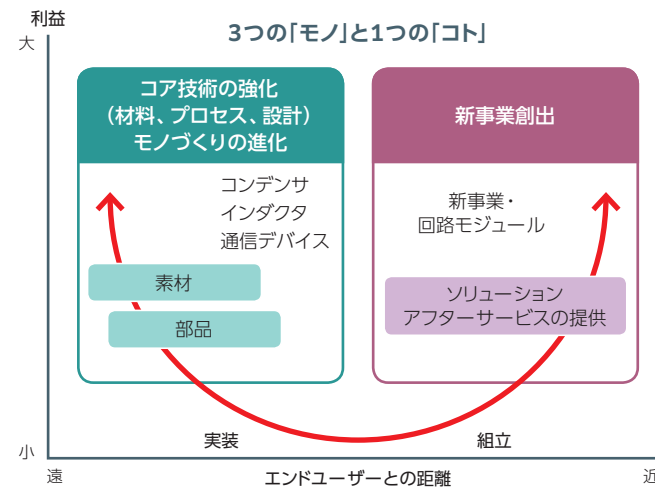 利益
大
3つの「モノ」と1つの「コト」
コア技術の強化
(材料、プロセス、設計)
モノづくりの進化
コンデンサ
インダクタ
通信デバイス
素材
部品
新事業創出
新事業・
回路モジュール
ソリューション
アフターサービスの提供
実装
組立
小
遠
エンドユーザーとの距離
近